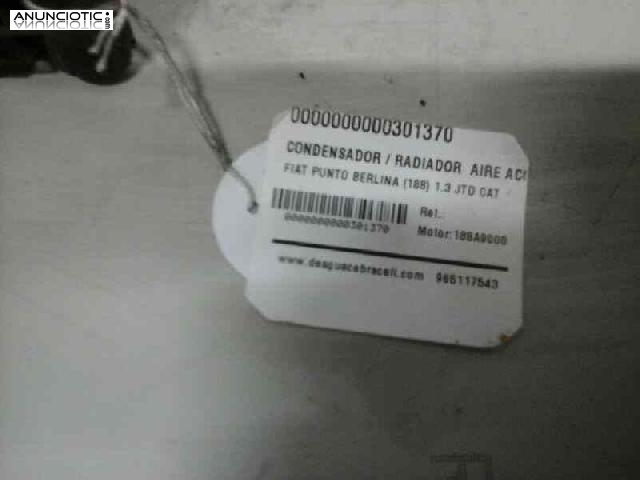 ANUNCIOTIC
0000000000301370
CONDENSADOR / RADIADOR AIRE AC
FIAT PUNTO BERLINA (188) 1.3 JTD CAT
Ref.:
0000000000301370
Motor:188A9000
www.desguacebraceli.com 965117543